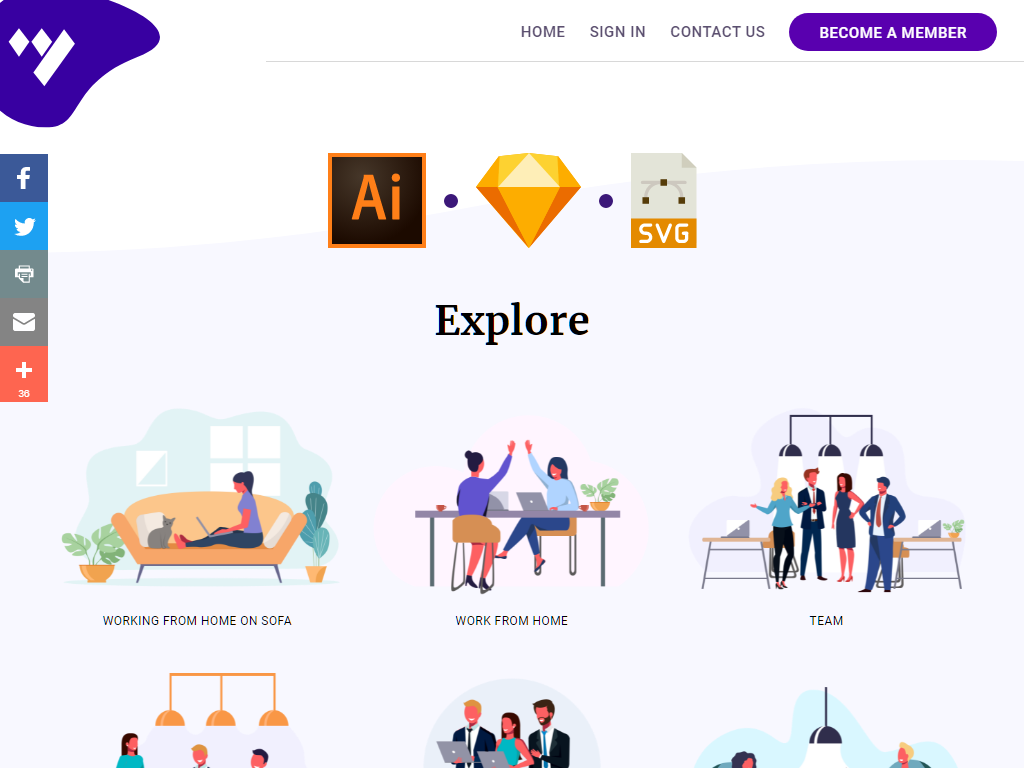 HOME SIGN IN CONTACT US BECOME A MEMBER
Ai
SVG
Explore
36
WORKING FROM HOME ON SOFA
WORK FROM HOME
TEAM